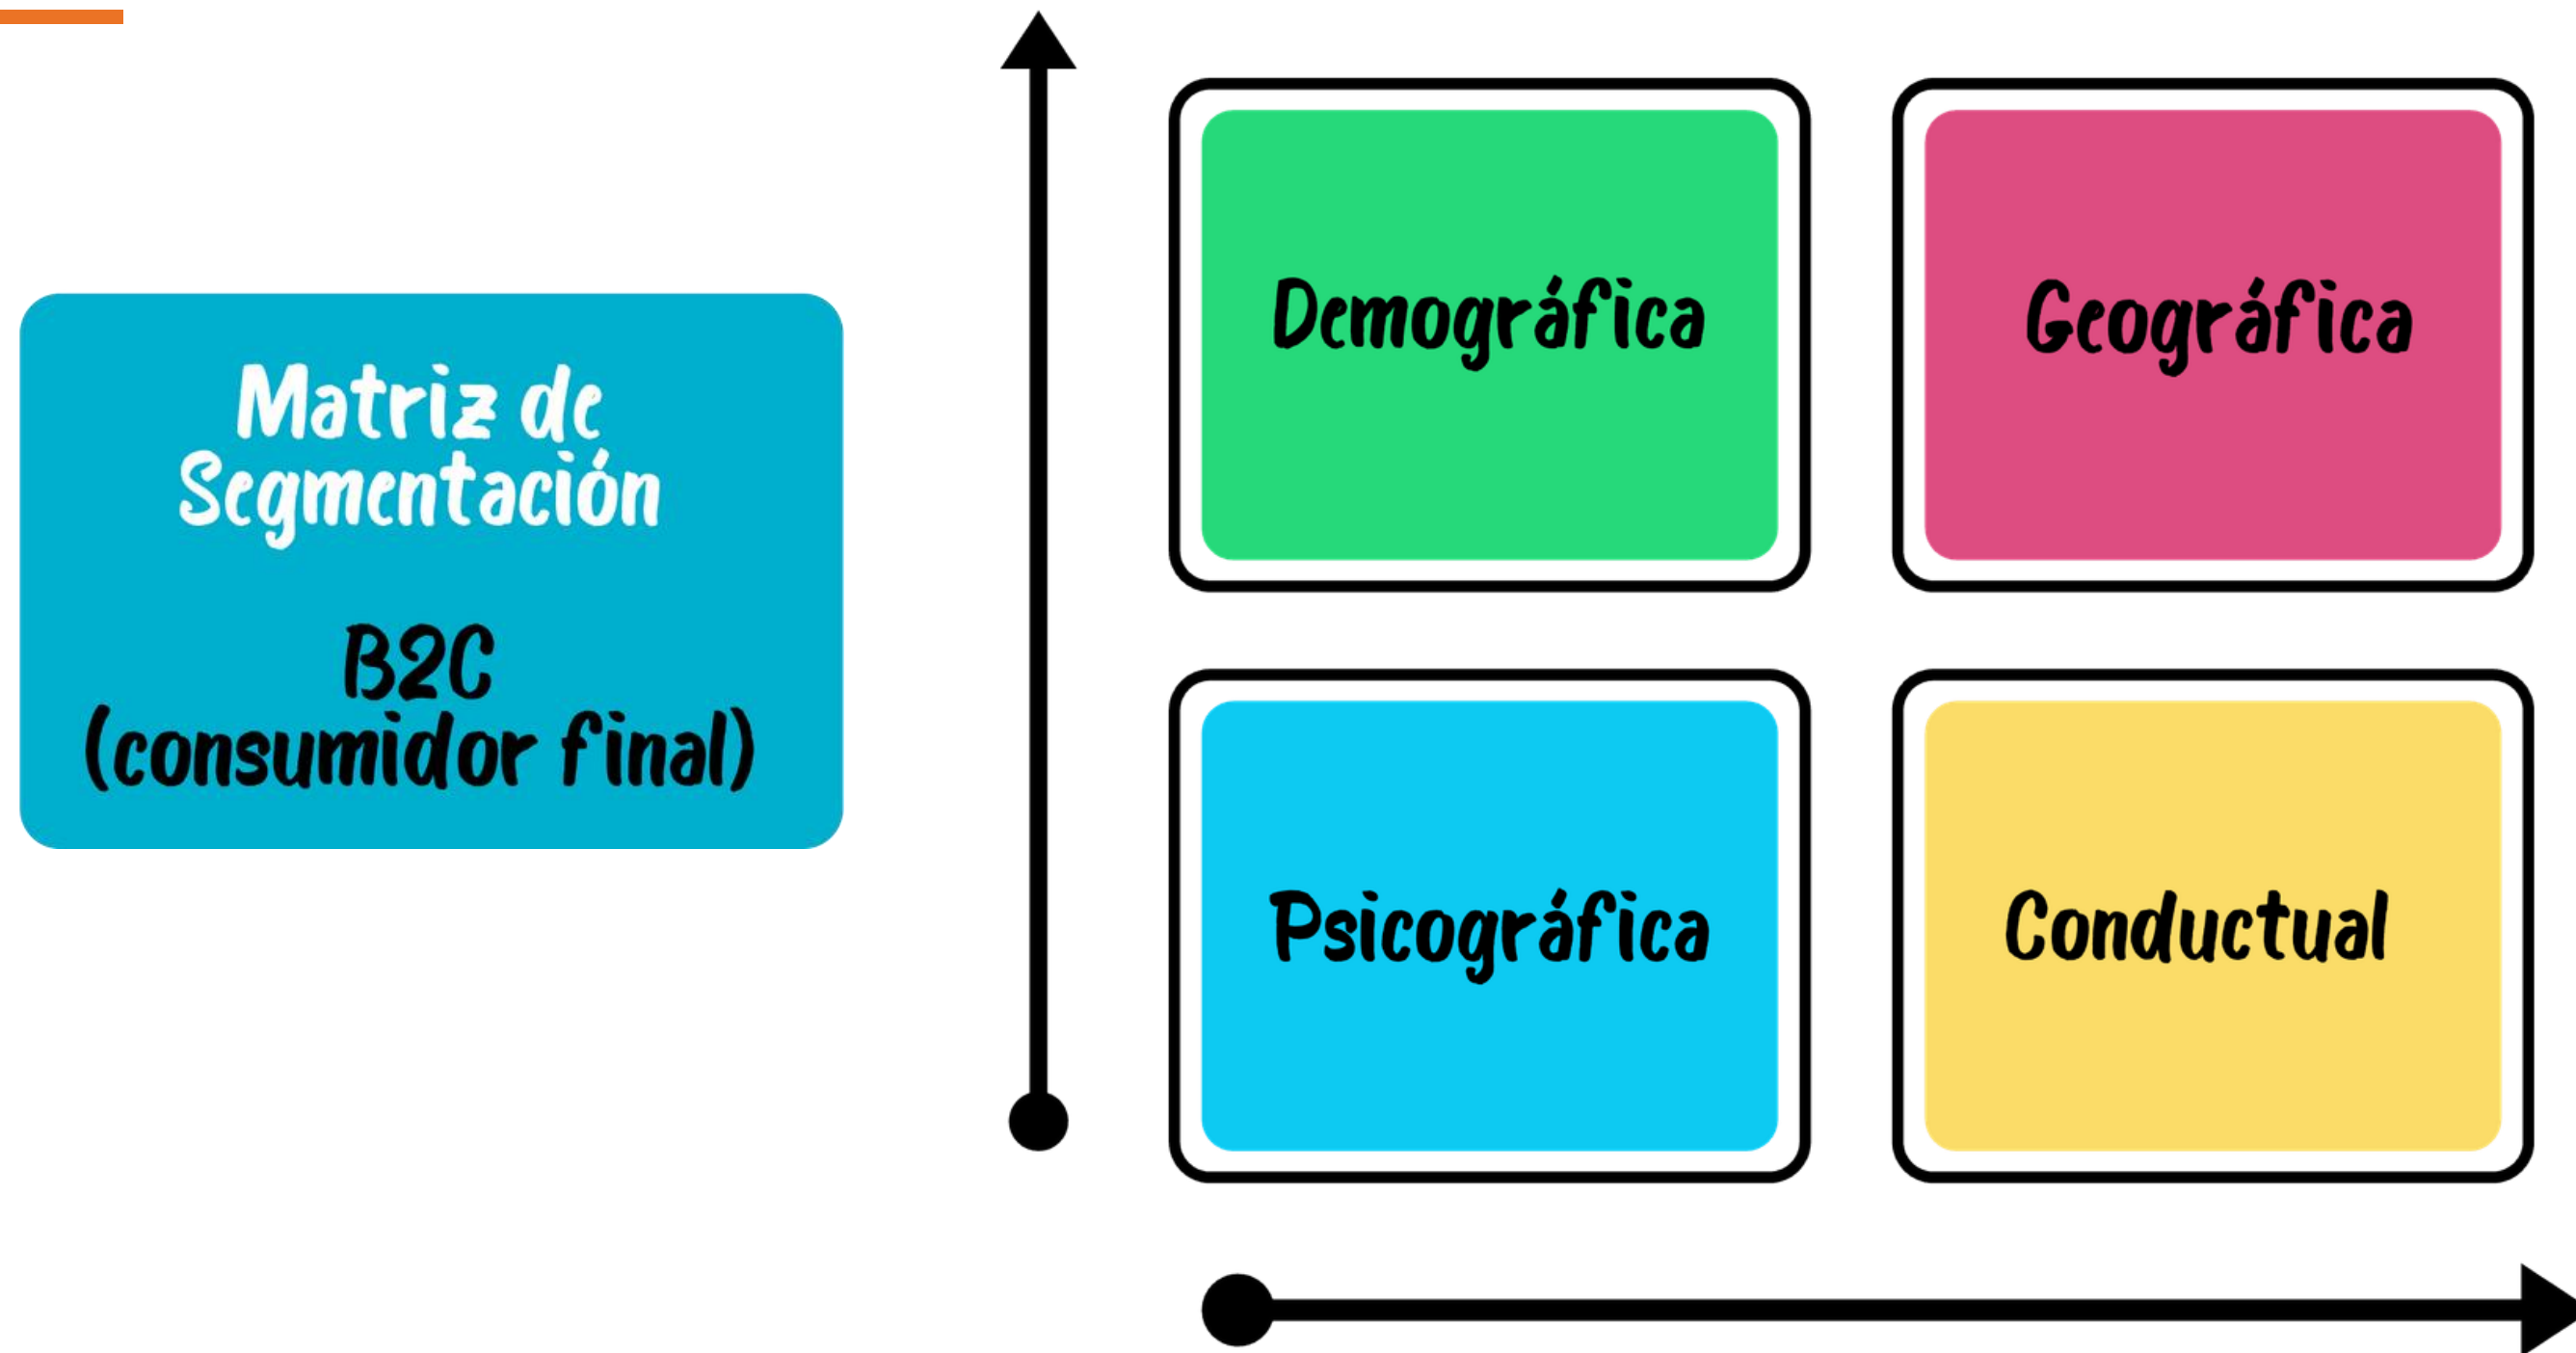 Matriz de
Segmentación
B2C
(consumidor final)
Demográfica
Geográfica
Psicográfica
Conductual